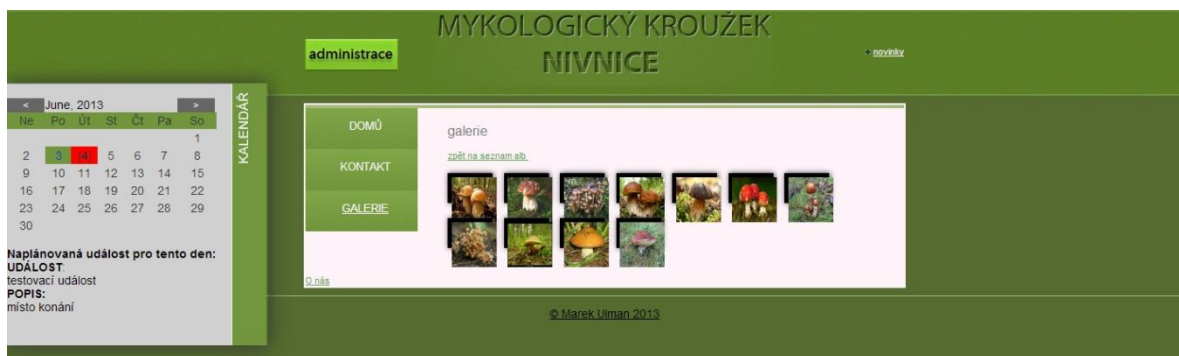 MYKOLOGICKÝ KROUŽEK
NIVNICE
administrace
+ novinky
< June, 2013 >
Ne Po Út St Čt Pa So
1
2 3 [4] 5 6 7 8
9 10 11 12 13 14 15
16 17 18 19 20 21 22
23 24 25 26 27 28 29
30
Naplánovaná událost pro tento den:
UDÁLOST:
testovací událost
POPIS:
místo konání
KALENDÁŘ
DOMŮ
KONTAKT
GALERIE
galerie
zpět na seznam alb
O nás
© Marek Ulman 2013